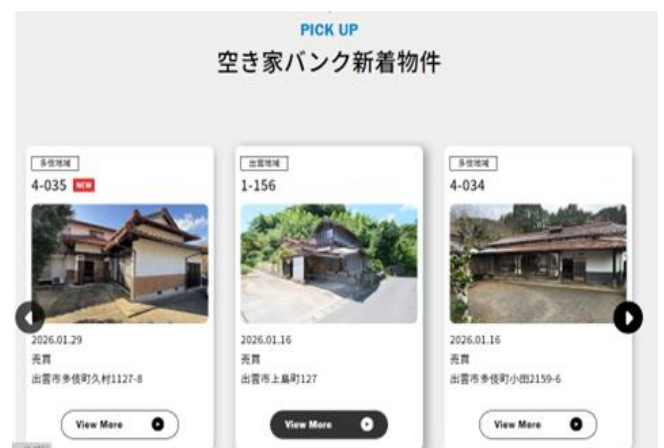 PICK UP
空き家バンク新着物件
多伎地域
4-035 NEW
2026.01.29
売買
出雲市多伎町久村1127-8
View More
出雲地域
1-156
2026.01.16
売買
出雲市上島町127
View More
多伎地域
4-034
2026.01.16
売買
出雲市多伎町小田2159-6
View More